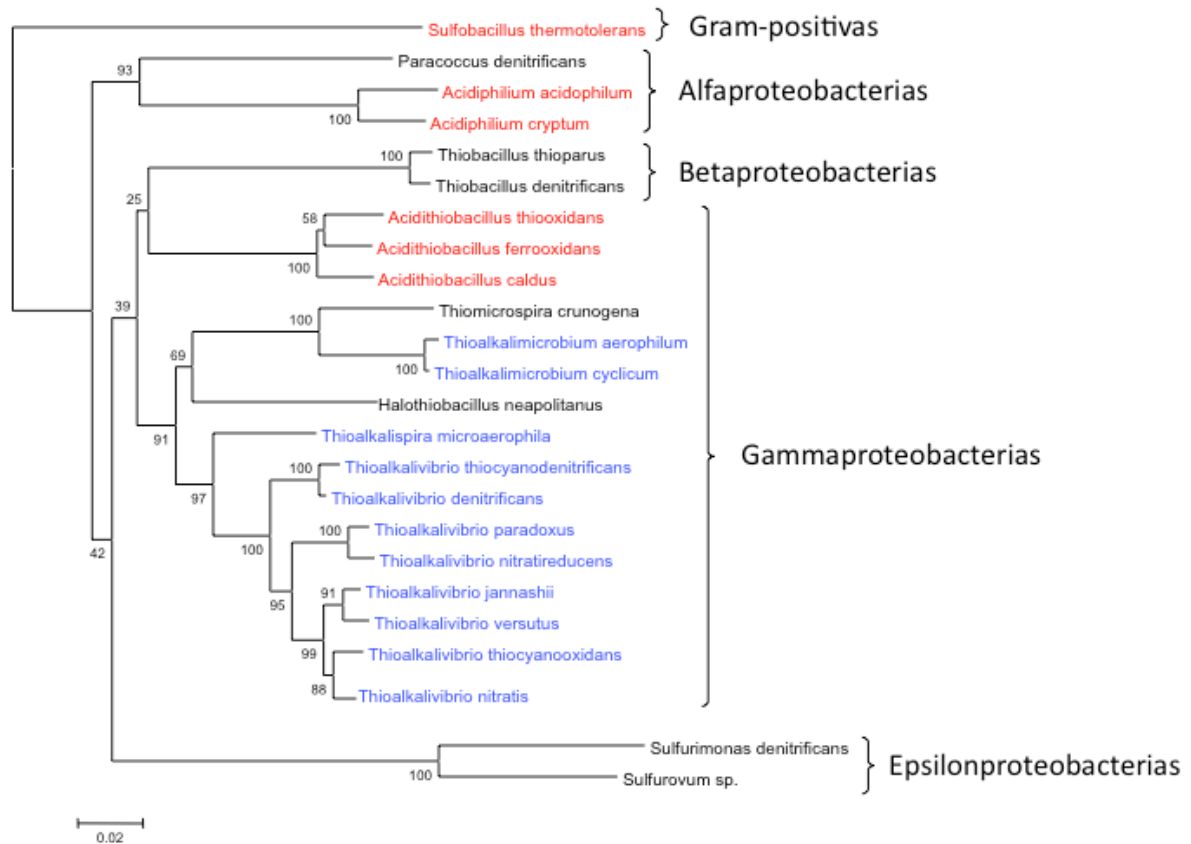 Sulfobacillus thermotolerans
Gram-positivas
93
Paracoccus denitrificans
Acidiphilium acidophilum
Alfaproteobacterias
100
Acidiphilium cryptum
100
Thiobacillus thioparus
Betaproteobacterias
Thiobacillus denitrificans
25
58
Acidithiobacillus thiooxidans
Acidithiobacillus ferrooxidans
100
Acidithiobacillus caldus
39
Thiomicrospira crunogena
100
Thioalkalimicrobium aerophilum
69
100
Thioalkalimicrobium cyclicum
Halothiobacillus neapolitanus
91
Thioalkalispira microaerophila
Gammaproteobacterias
100
Thioalkalivibrio thiocyanodenitrificans
97
Thioalkalivibrio denitrificans
100
Thioalkalivibrio paradoxus
100
42
Thioalkalivibrio nitratireducens
91
Thioalkalivibrio jannashii
95
Thioalkalivibrio versutus
99
Thioalkalivibrio thiocyanooxidans
88
Thioalkalivibrio nitratis
Sulfurimonas denitrificans
Epsilonproteobacterias
100
Sulfurovum sp.
0.02